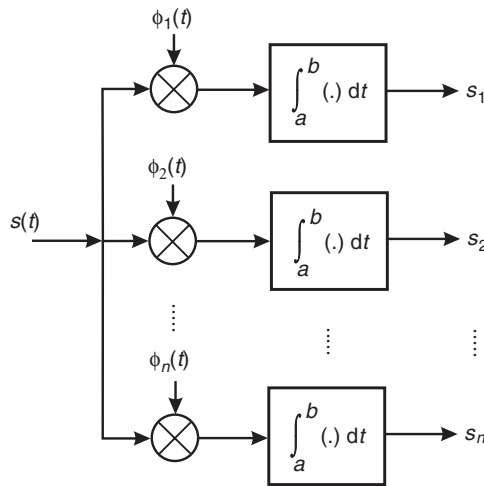 ϕ₁(t)
∫ₐᵇ (.) dt
s₁
ϕ₂(t)
s(t)
∫ₐᵇ (.) dt
s₂
ϕₙ(t)
∫ₐᵇ (.) dt
sₙ